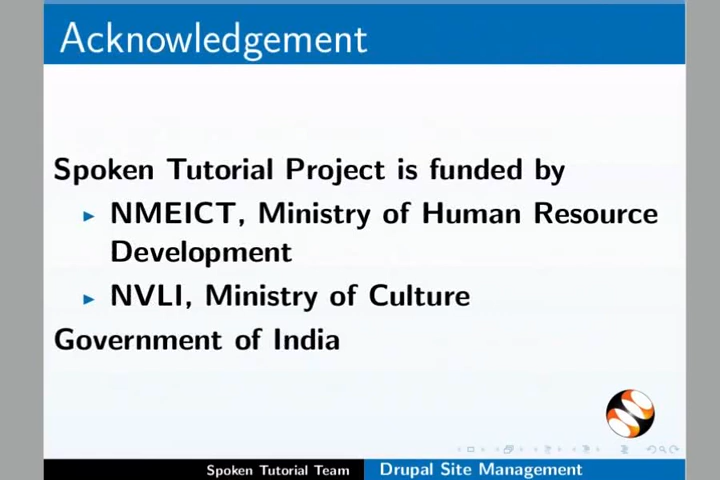 Acknowledgement
Spoken Tutorial Project is funded by
NMEICT, Ministry of Human Resource
Development
NVLI, Ministry of Culture
Government of India
Spoken Tutorial Team
Drupal Site Management